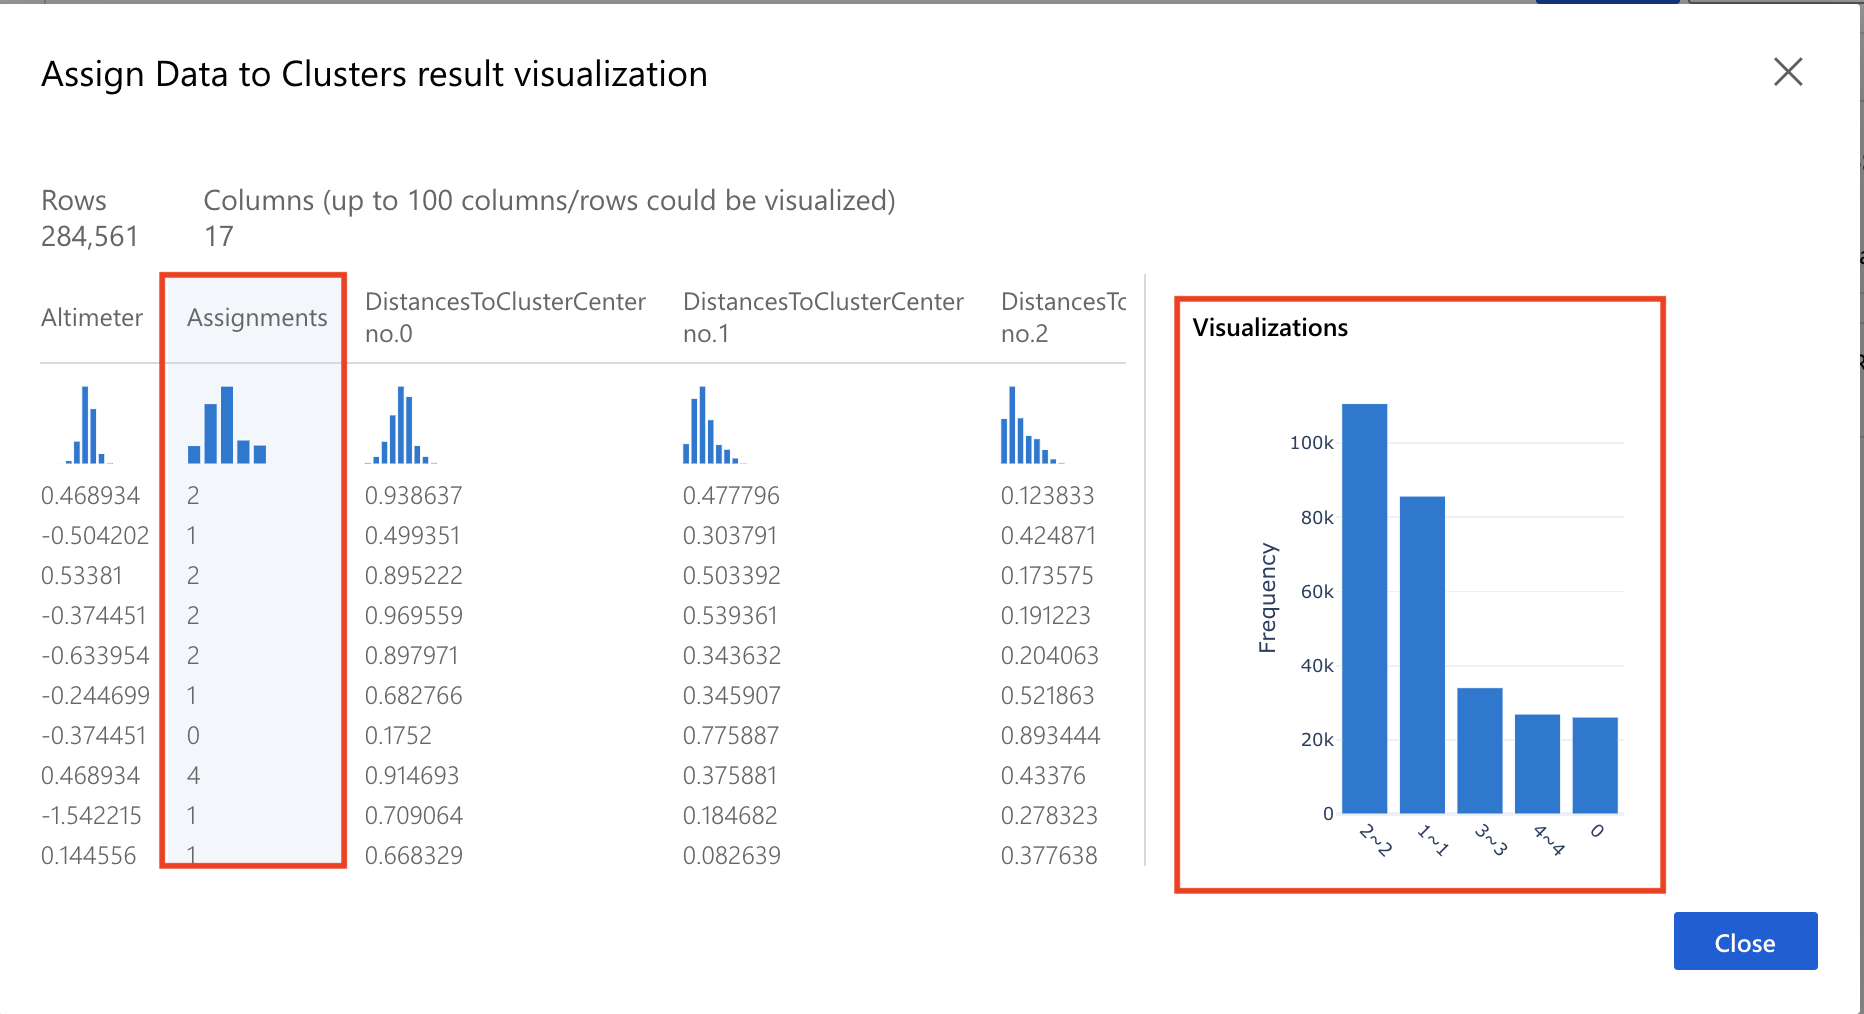 Assign Data to Clusters result visualization
Rows Columns (up to 100 columns/rows could be visualized)
284,561 17
Altimeter Assignments DistancesToClusterCenter no.0 DistancesToClusterCenter no.1 DistancesTc no.2
0.468934 2 0.938637 0.477796 0.123833
-0.504202 1 0.499351 0.303791 0.424871
0.53381 2 0.895222 0.503392 0.173575
-0.374451 2 0.969559 0.539361 0.191223
-0.633954 2 0.897971 0.343632 0.204063
-0.244699 1 0.682766 0.345907 0.521863
-0.374451 0 0.1752 0.775887 0.893444
0.468934 4 0.914693 0.375881 0.43376
-1.542215 1 0.709064 0.184682 0.278323
0.144556 1 0.668329 0.082639 0.377638
Visualizations
Frequency
100k
80k
60k
40k
20k
0
2~2 1~1 3~3 4~4 0
Close